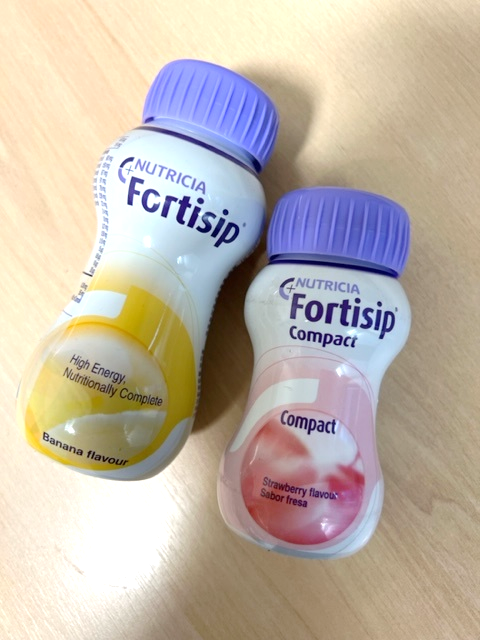 NUTRICIA
Fortisip®
High Energy,
Nutritionally Complete
Banana flavour
NUTRICIA
Fortisip®
Compact
Compact
Strawberry flavour
Sabor fresa